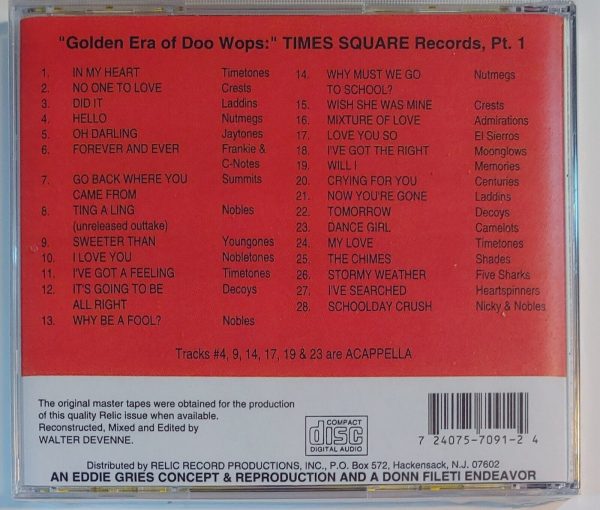 "Golden Era of Doo Wops:" TIMES SQUARE Records, Pt. 1
1. IN MY HEART Timetones
2. NO ONE TO LOVE Crests
3. DID IT Laddins
4. HELLO Nutmegs
5. OH DARLING Jaytones
6. FOREVER AND EVER Frankie &
C-Notes
7. GO BACK WHERE YOU Summits
CAME FROM
8. TING A LING Nobles
(unreleased outtake)
9. SWEETER THAN Youngones
10. I LOVE YOU Nobletones
11. I'VE GOT A FEELING Timetones
12. IT'S GOING TO BE Decoys
ALL RIGHT
13. WHY BE A FOOL? Nobles
14. WHY MUST WE GO Nutmegs
TO SCHOOL?
15. WISH SHE WAS MINE Crests
16. MIXTURE OF LOVE Admirations
17. LOVE YOU SO El Sierros
18. I'VE GOT THE RIGHT Moonglows
19. WILL I Memories
20. CRYING FOR YOU Centuries
21. NOW YOU'RE GONE Laddins
22. TOMORROW Decoys
23. DANCE GIRL Camelots
24. MY LOVE Timetones
25. THE CHIMES Shades
26. STORMY WEATHER Five Sharks
27. I'VE SEARCHED Heartspinners
28. SCHOOLDAY CRUSH Nicky & Nobles
Tracks #4, 9, 14, 17, 19 & 23 are ACAPPELLA
The original master tapes were obtained for the production
of this quality Relic issue when available.
Reconstructed, Mixed and Edited by
WALTER DEVENNE.
COMPACT
disc
DIGITAL AUDIO
7 24075-7091-2 4
Distributed by RELIC RECORD PRODUCTIONS, INC., P.O. Box 572, Hackensack, N.J. 07602
AN EDDIE GRIES CONCEPT & REPRODUCTION AND A DONN FILETI ENDEAVOR